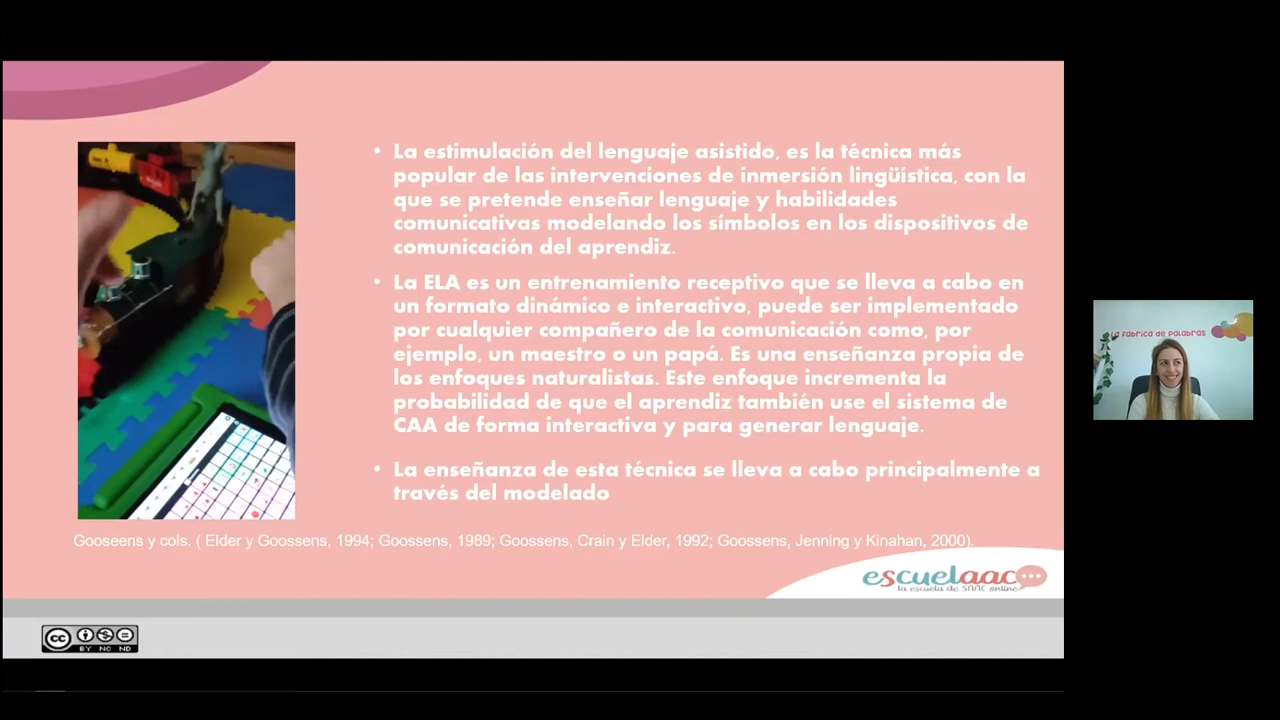 • La estimulación del lenguaje asistido, es la técnica más
popular de las intervenciones de inmersión lingüística, con la
que se pretende enseñar lenguaje y habilidades
comunicativas modelando los símbolos en los dispositivos de
comunicación del aprendiz.
• La ELA es un entrenamiento receptivo que se lleva a cabo en
un formato dinámico e interactivo, puede ser implementado
por cualquier compañero de la comunicación como, por
ejemplo, un maestro o un papá. Es una enseñanza propia de
los enfoques naturalistas. Este enfoque incrementa la
probabilidad de que el aprendiz también use el sistema de
CAA de forma interactiva y para generar lenguaje.
• La enseñanza de esta técnica se lleva a cabo principalmente a
través del modelado
Gooseens y cols. ( Elder y Goossens, 1994; Goossens, 1989; Goossens, Crain y Elder, 1992; Goossens, Jenning y Kinahan, 2000).
escuelaac
la escuela de SAAC online
cc BY NC ND
La fábrica de palabras